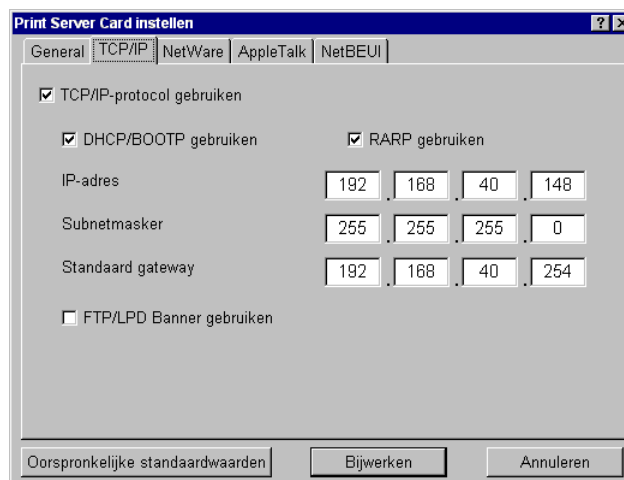 Print Server Card instellen
General TCP/IP NetWare AppleTalk NetBEUI
TCP/IP-protocol gebruiken
DHCP/BOOTP gebruiken RARP gebruiken
IP-adres 192 . 168 . 40 . 148
Subnetmasker 255 . 255 . 255 . 0
Standaard gateway 192 . 168 . 40 . 254
FTP/LPD Banner gebruiken
Oorspronkelijke standaardwaarden Bijwerken Annuleren